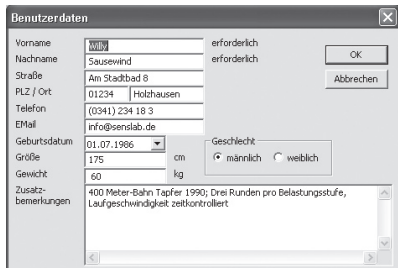 Benutzerdaten
Vorname Willy erforderlich
Nachname Sausewind erforderlich
OK
Straße Am Stadtbad 8
Abbrechen
PLZ / Ort 01234 Holzhausen
Telefon (0341) 234 18 3
EMail info@senslab.de
Geburtsdatum 01.07.1986
Geschlecht
Größe 175 cm
männlich weiblich
Gewicht 60 kg
Zusatz-
bemerkungen
400 Meter-Bahn Tapfer 1990; Drei Runden pro Belastungsstufe,
Laufgeschwindigkeit zeitkontrolliert